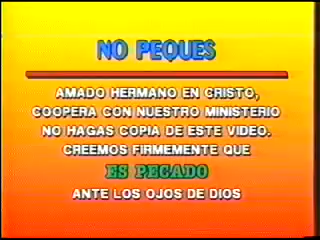 NO PEQUES
AMADO HERMANO EN CRISTO,
COOPERA CON NUESTRO MINISTERIO
NO HAGAS COPIA DE ESTE VIDEO.
CREEMOS FIRMEMENTE QUE
ES PECADO
ANTE LOS OJOS DE DIOS